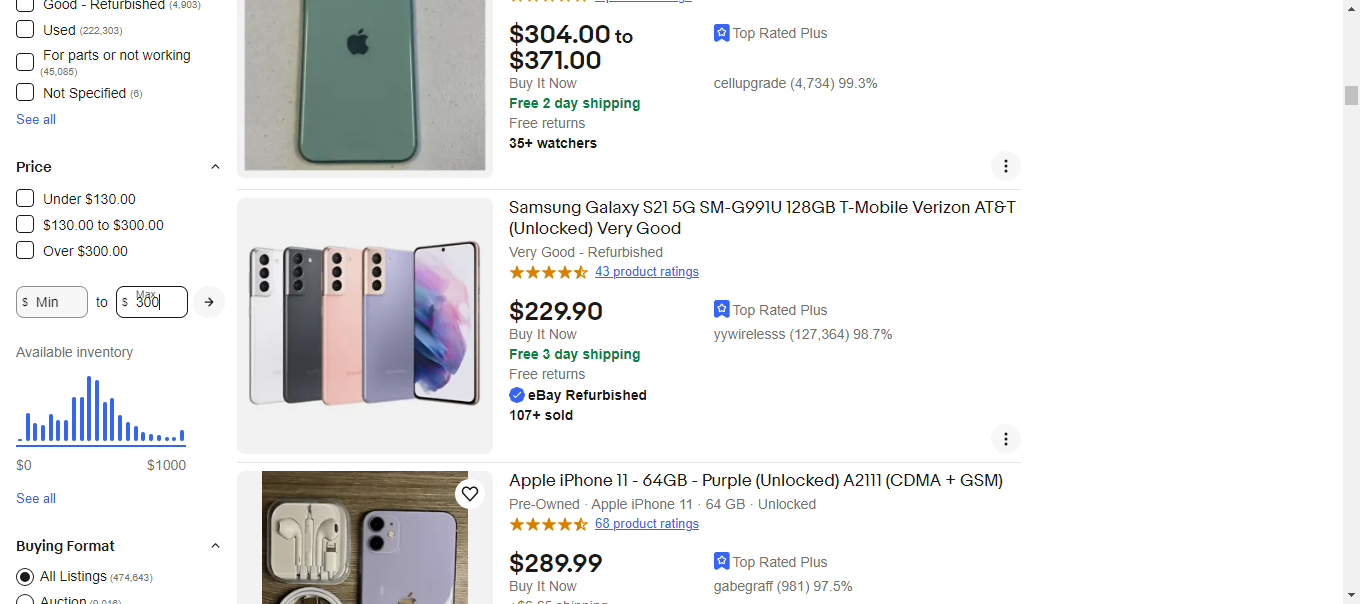 Good - Refurbished (4,903)
Used (222,303)
For parts or not working
(45,085)
Not Specified (6)
See all
Price
Under $130.00
$130.00 to $300.00
Over $300.00
$ Min to $ Max 300
Available inventory
$0 $1000
See all
Buying Format
All Listings (474,643)
Auction (9,016)
$304.00 to
$371.00
Buy It Now
Free 2 day shipping
Free returns
35+ watchers
Top Rated Plus
cellupgrade (4,734) 99.3%
Samsung Galaxy S21 5G SM-G991U 128GB T-Mobile Verizon AT&T
(Unlocked) Very Good
Very Good - Refurbished
43 product ratings
$229.90
Buy It Now
Free 3 day shipping
Free returns
eBay Refurbished
107+ sold
Top Rated Plus
yywirelesss (127,364) 98.7%
Apple iPhone 11 - 64GB - Purple (Unlocked) A2111 (CDMA + GSM)
Pre-Owned · Apple iPhone 11 · 64 GB · Unlocked
68 product ratings
$289.99
Buy It Now
Top Rated Plus
gabegraff (981) 97.5%